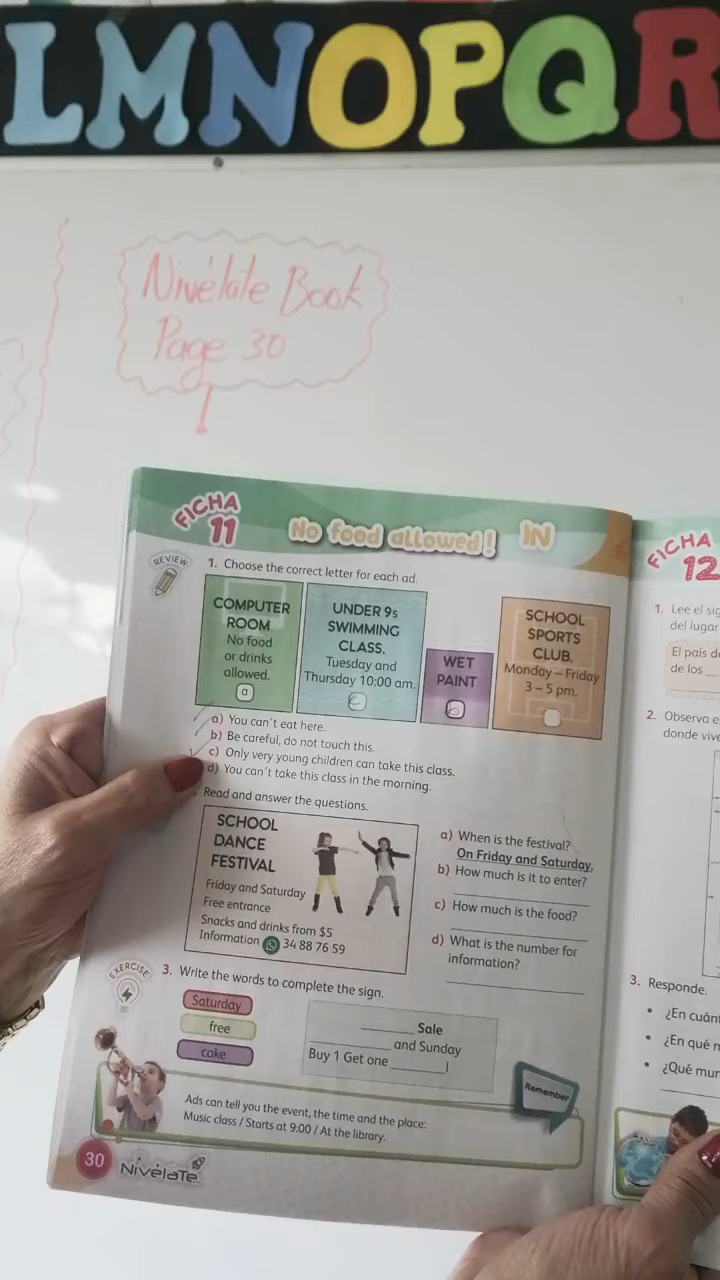 LMNOPQR
Nivélate Book
Page 30
FICHA
11
No food allowed! IN
REVIEW
1. Choose the correct letter for each ad.
COMPUTER
ROOM
No food
or drinks
allowed.
a
UNDER 9s
SWIMMING
CLASS.
Tuesday and
Thursday 10:00 am.
c
WET
PAINT
b
SCHOOL
SPORTS
CLUB.
Monday – Friday
3 – 5 pm.
a) You can't eat here.
b) Be careful, do not touch this.
c) Only very young children can take this class.
d) You can't take this class in the morning.
Read and answer the questions.
SCHOOL
DANCE
FESTIVAL
Friday and Saturday
Free entrance
Snacks and drinks from $5
Information 34 88 76 59
a) When is the festival?
On Friday and Saturday.
b) How much is it to enter?
c) How much is the food?
d) What is the number for
information?
EXERCISE
3. Write the words to complete the sign.
Saturday
free
cake
______ Sale
______ and Sunday
Buy 1 Get one ______!
Remember
Ads can tell you the event, the time and the place:
Music class / Starts at 9:00 / At the library.
30 NivélaTe
FICHA
12
1. Lee el
del lugar
El país
de los
2. Observa
donde
3. Responde.
• ¿En
• ¿En qué
• ¿Qué